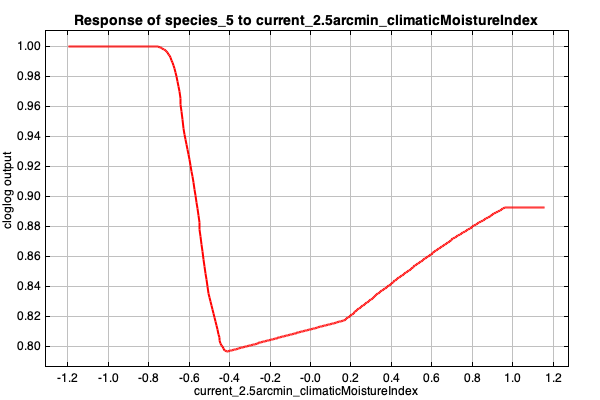 Response of species_5 to current_2.5arcmin_climaticMoistureIndex
1.00
0.98
0.96
0.94
0.92
0.90
0.88
0.86
0.84
0.82
0.80
cloglog output
-1.2 -1.0 -0.8 -0.6 -0.4 -0.2 -0.0 0.2 0.4 0.6 0.8 1.0 1.2
current_2.5arcmin_climaticMoistureIndex